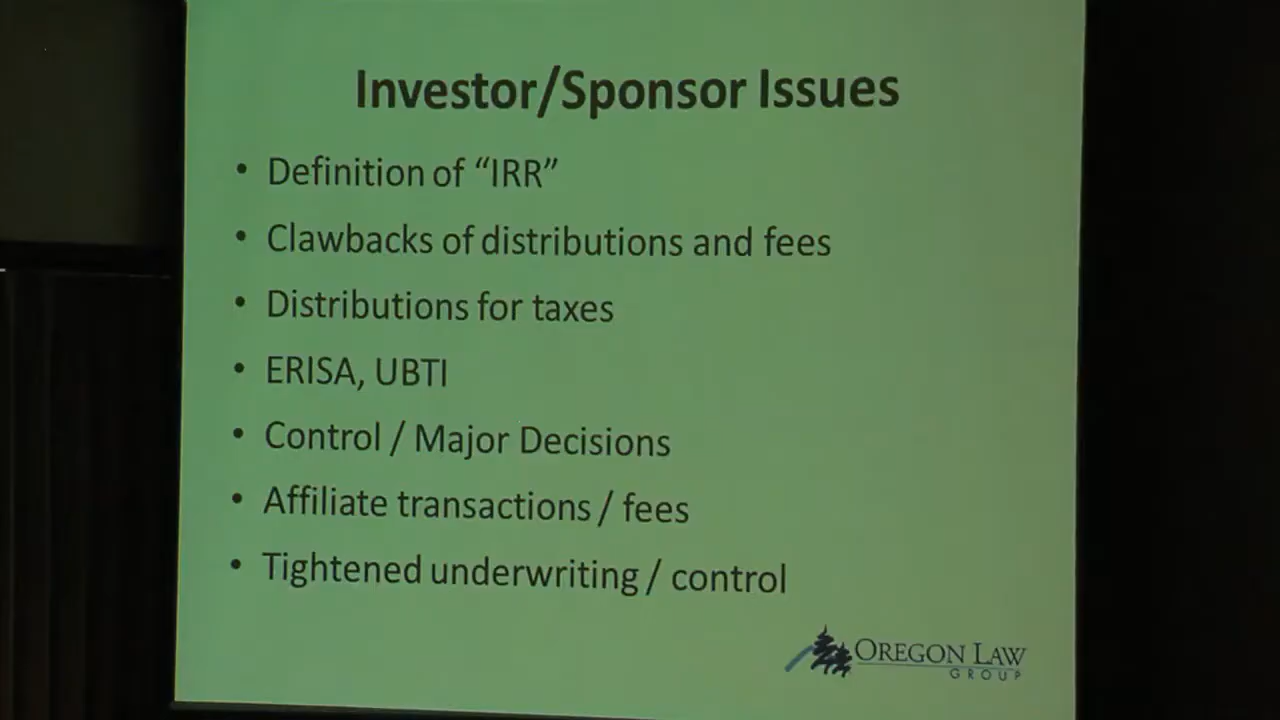 Investor/Sponsor Issues
• Definition of “IRR”
• Clawbacks of distributions and fees
• Distributions for taxes
• ERISA, UBTI
• Control / Major Decisions
• Affiliate transactions / fees
• Tightened underwriting / control
OREGON LAW
GROUP